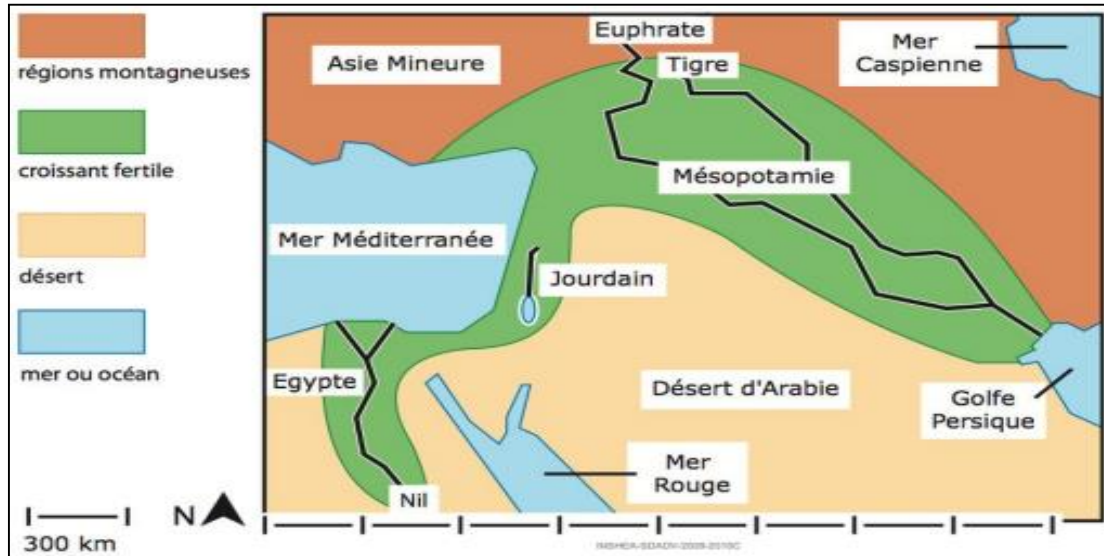 régions montagneuses
croissant fertile
désert
mer ou océan
N
300 km
Euphrate
Asie Mineure
Tigre
Mer
Caspienne
Mésopotamie
Mer Méditerranée
Jourdain
Egypte
Désert d'Arabie
Golfe
Persique
Mer
Rouge
Nil